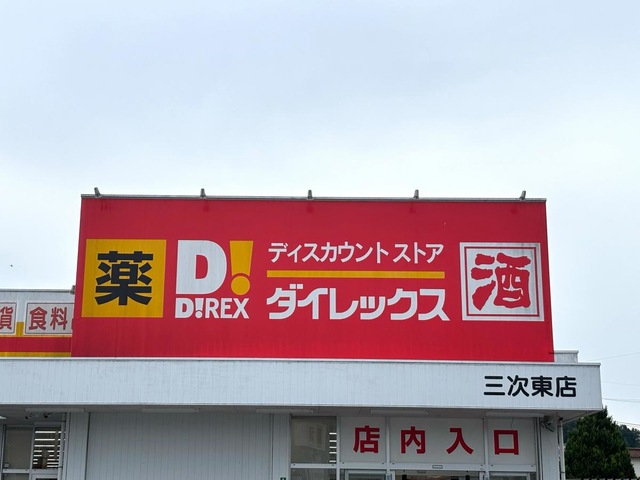 薬
D!
D!REX
ディスカウント ストア
ダイレックス
酒
貨
食料
三次東店
店内入口